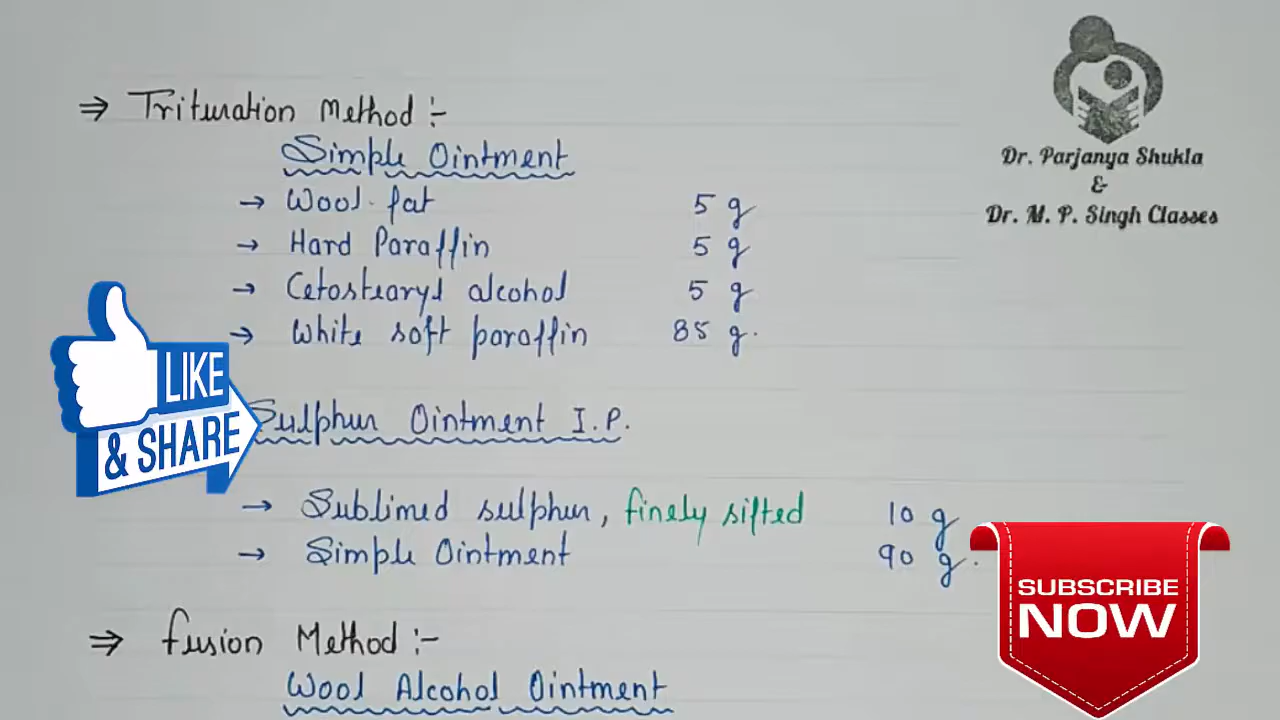 ⇒ Trituration Method :-
Simple Ointment
→ Wool fat 5 g
→ Hard Paraffin 5 g
→ Cetostearyl alcohol 5 g
→ White soft paraffin 85 g.
Sulphur Ointment I.P.
→ Sublimed sulphur, finely sifted 10 g
→ Simple Ointment 90 g.
⇒ Fusion Method :-
Wool Alcohol Ointment
Dr. Parjanya Shukla
&
Dr. M. P. Singh Classes
LIKE
& SHARE
SUBSCRIBE
NOW